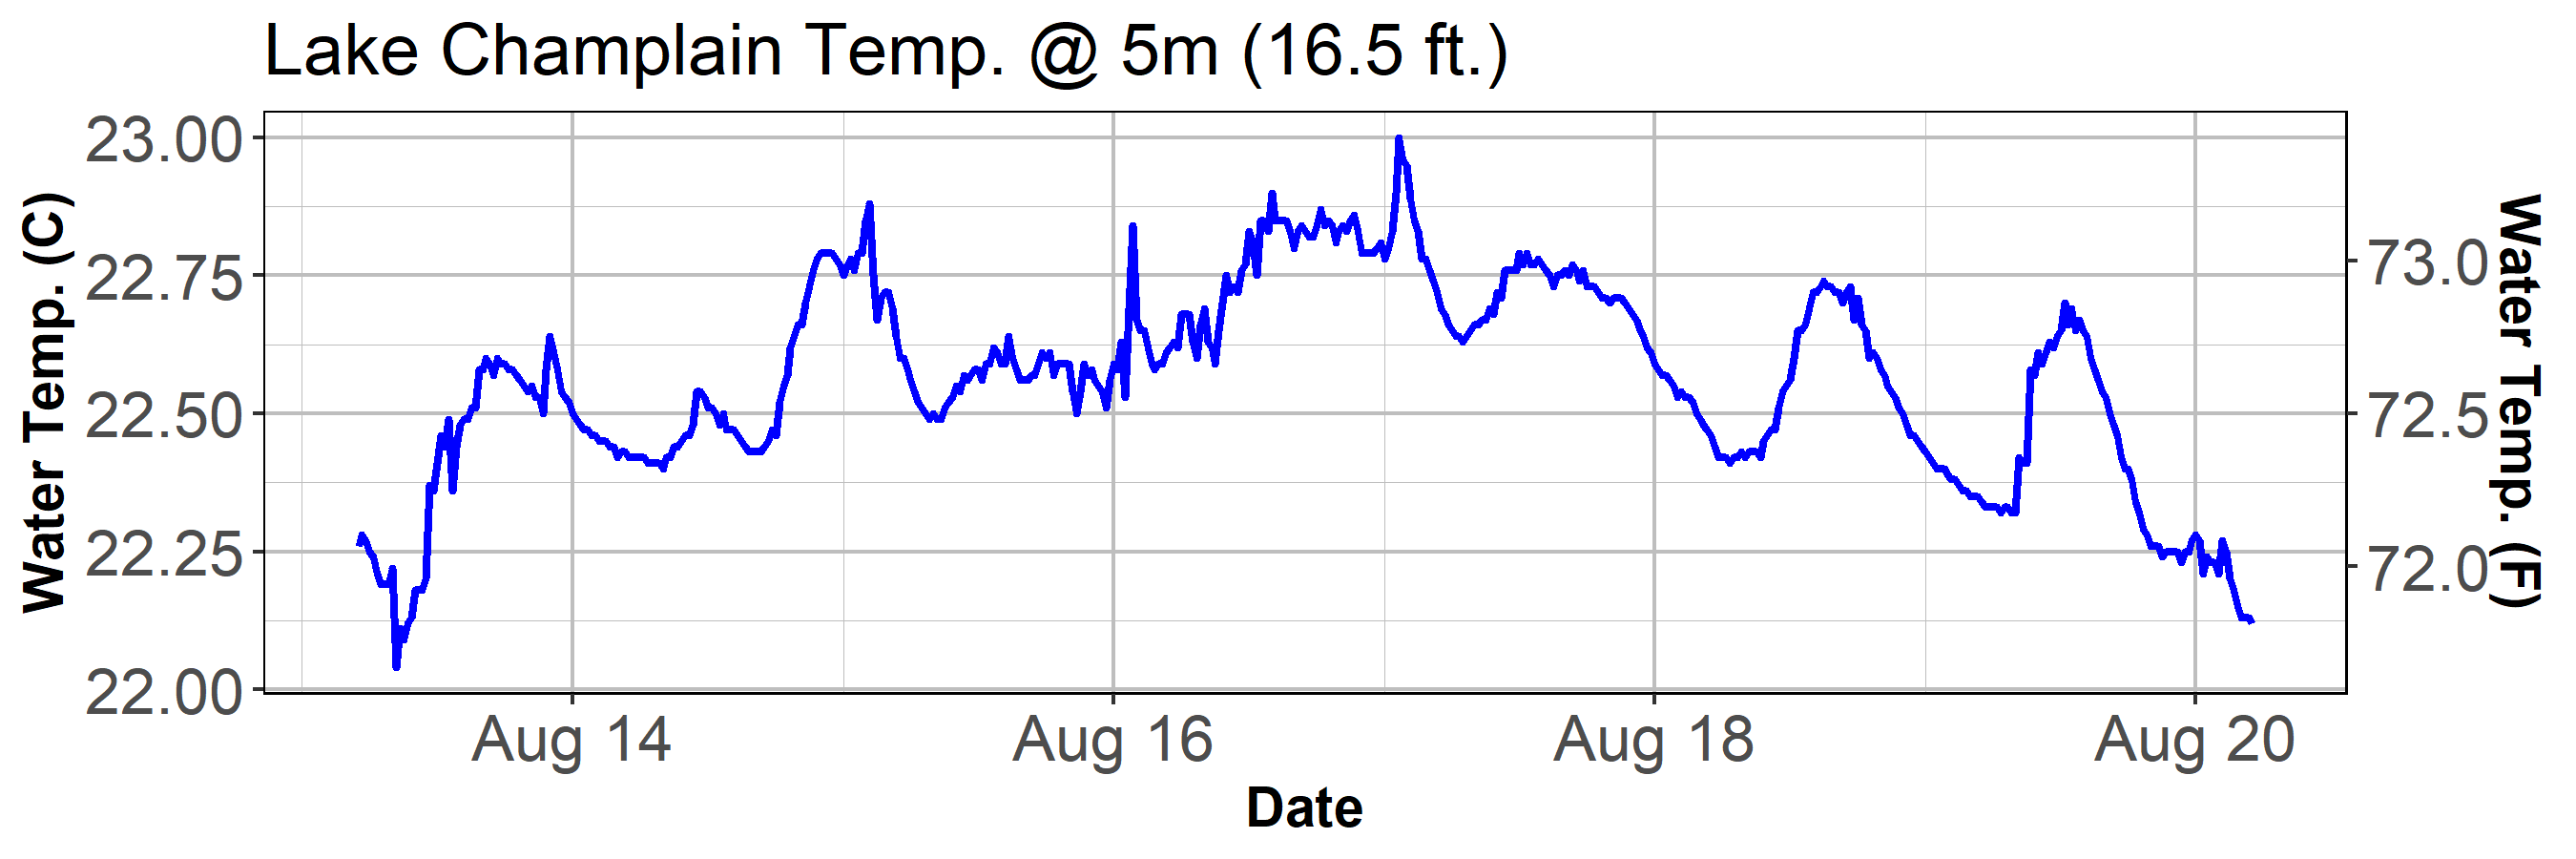 Lake Champlain Temp. @ 5m (16.5 ft.)
Water Temp. (C)
23.00
22.75
22.50
22.25
22.00
73.0
72.5
72.0
Water Temp. (F)
Aug 14 Aug 16 Aug 18 Aug 20
Date